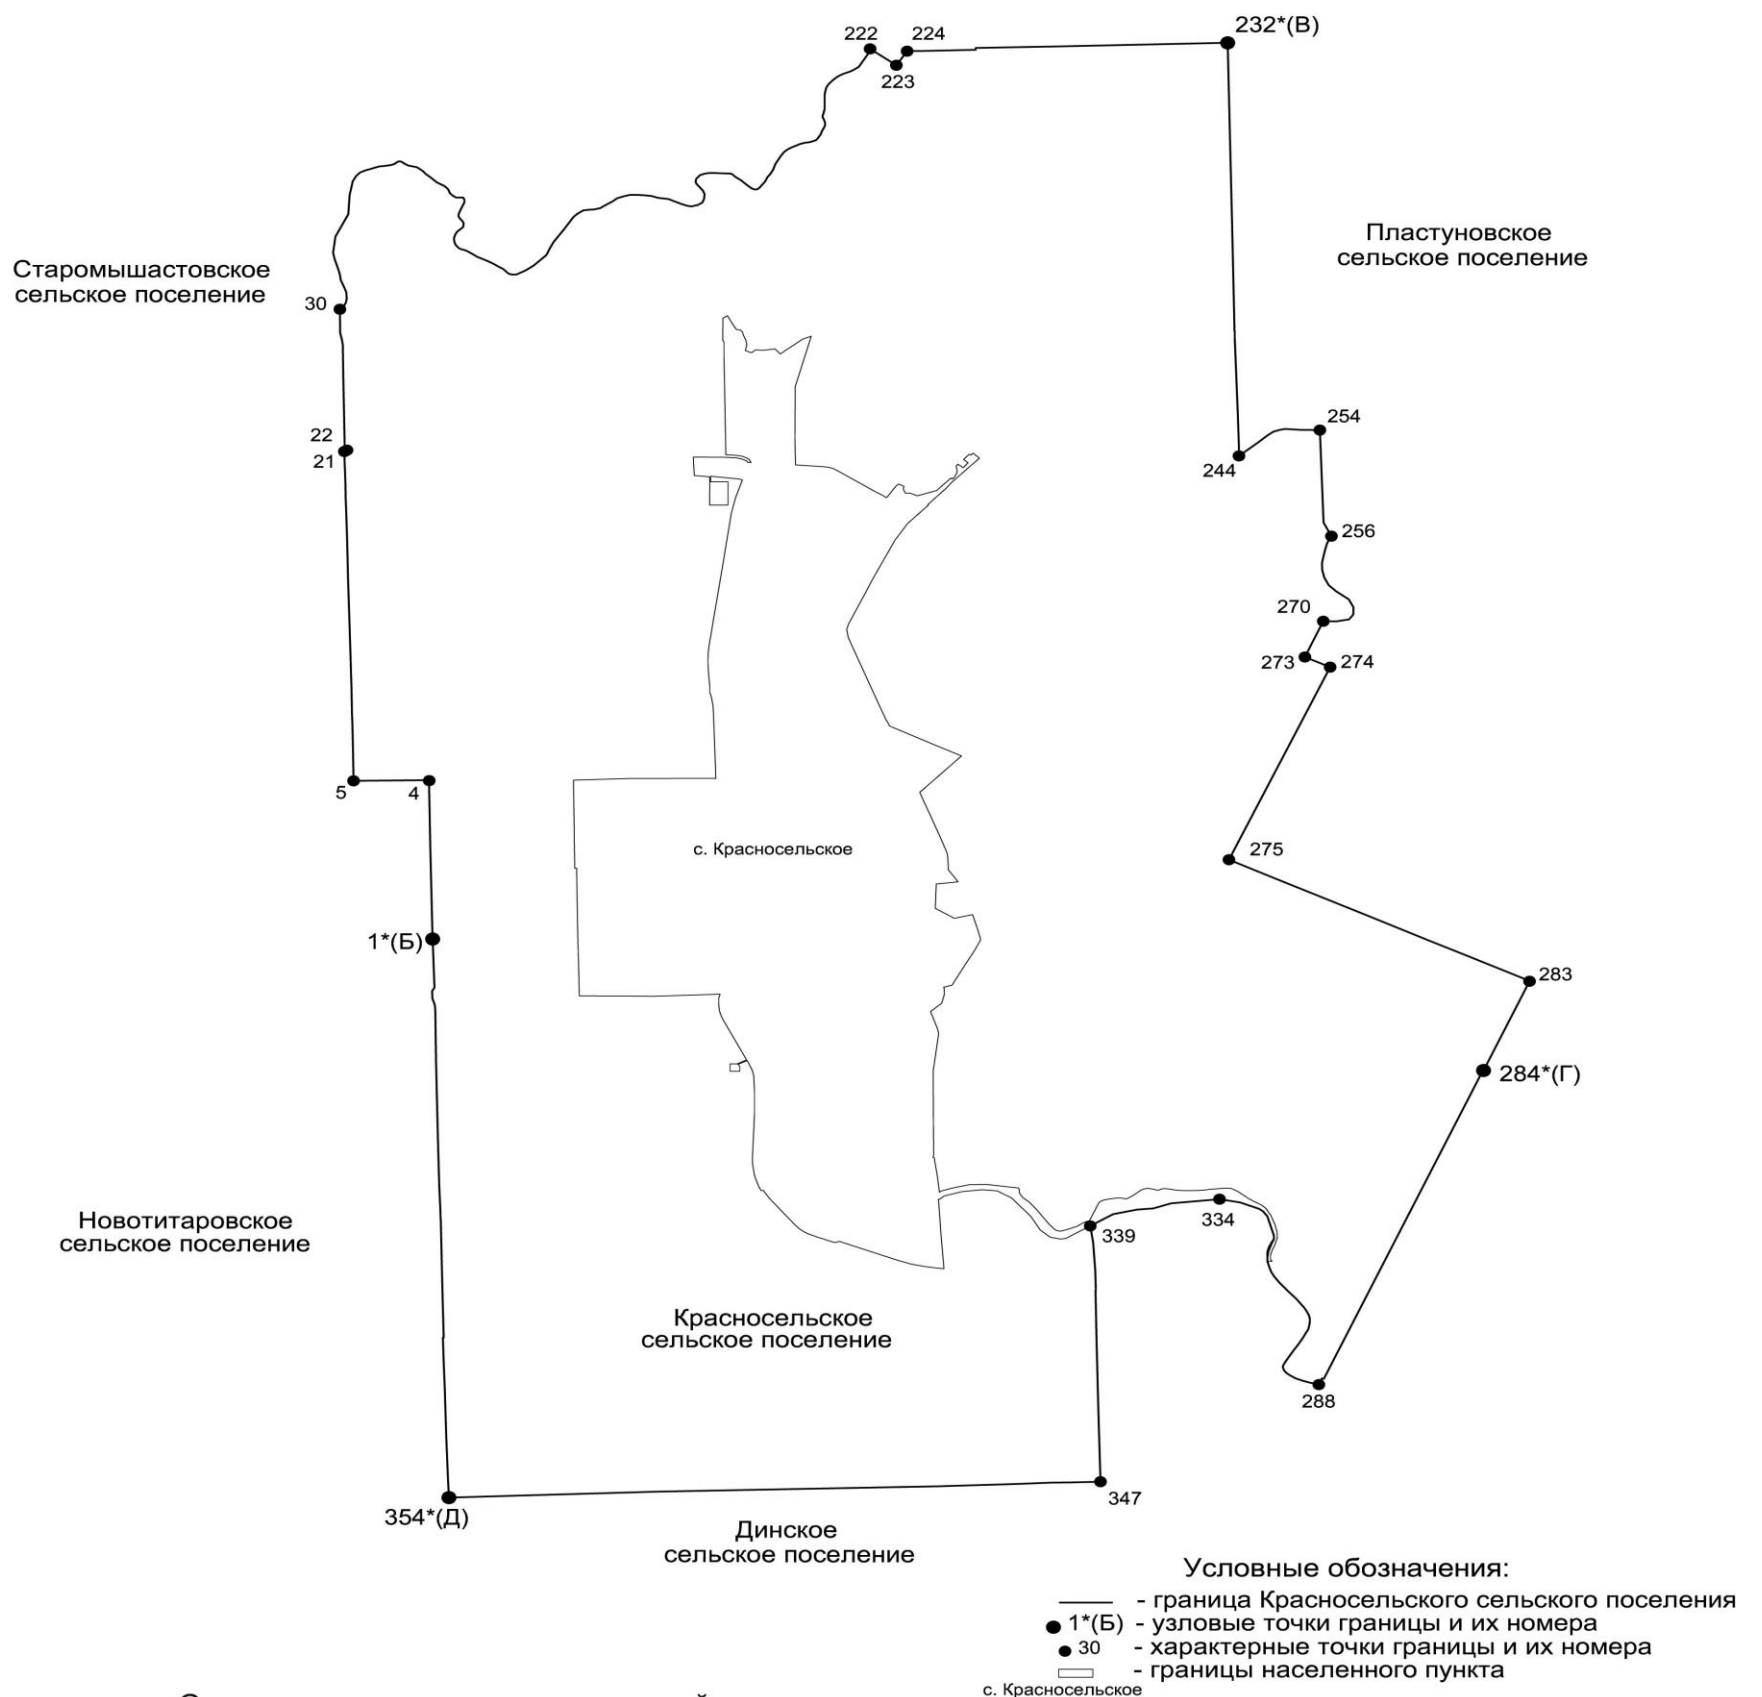 232*(В)
222
224
223
Пластуновское
сельское поселение
Старомышастовское
сельское поселение
30
254
22
21
244
256
270
273
274
5
4
275
с. Красносельское
1*(Б)
283
284*(Г)
Новотитаровское
сельское поселение
334
339
Красносельское
сельское поселение
288
347
354*(Д)
Динское
сельское поселение
Условные обозначения:
- граница Красносельского сельского поселения
1*(Б) - узловые точки границы и их номера
30 - характерные точки границы и их номера
- границы населенного пункта
с. Красносельское